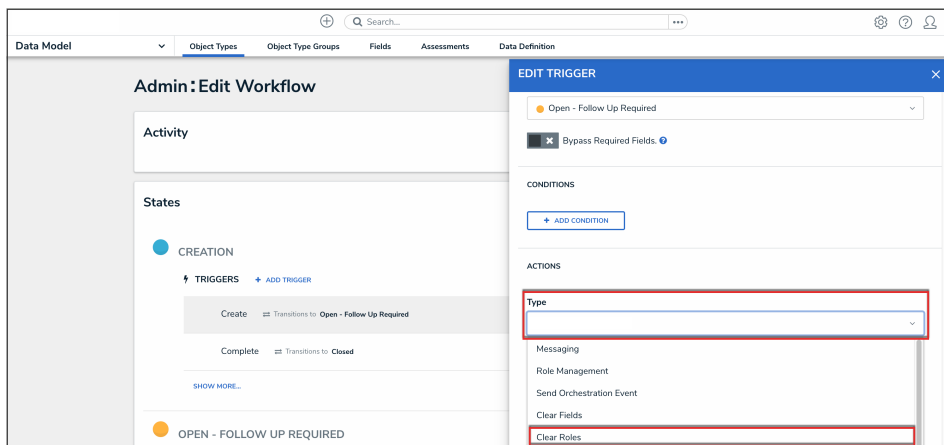 Search...
Data Model
Object Types
Object Type Groups
Fields
Assessments
Data Definition
Admin:Edit Workflow
Activity
States
CREATION
TRIGGERS
+ ADD TRIGGER
Create
Transitions to Open - Follow Up Required
Complete
Transitions to Closed
SHOW MORE...
OPEN - FOLLOW UP REQUIRED
EDIT TRIGGER
Open - Follow Up Required
Bypass Required Fields.
CONDITIONS
+ ADD CONDITION
ACTIONS
Type
Messaging
Role Management
Send Orchestration Event
Clear Fields
Clear Roles